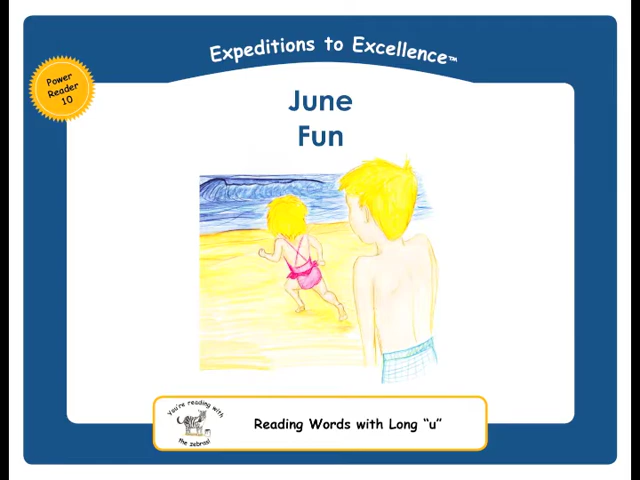 Expeditions to Excellence™
Power
Reader
10
June
Fun
You're reading with
the zebras!
Reading Words with Long “u”